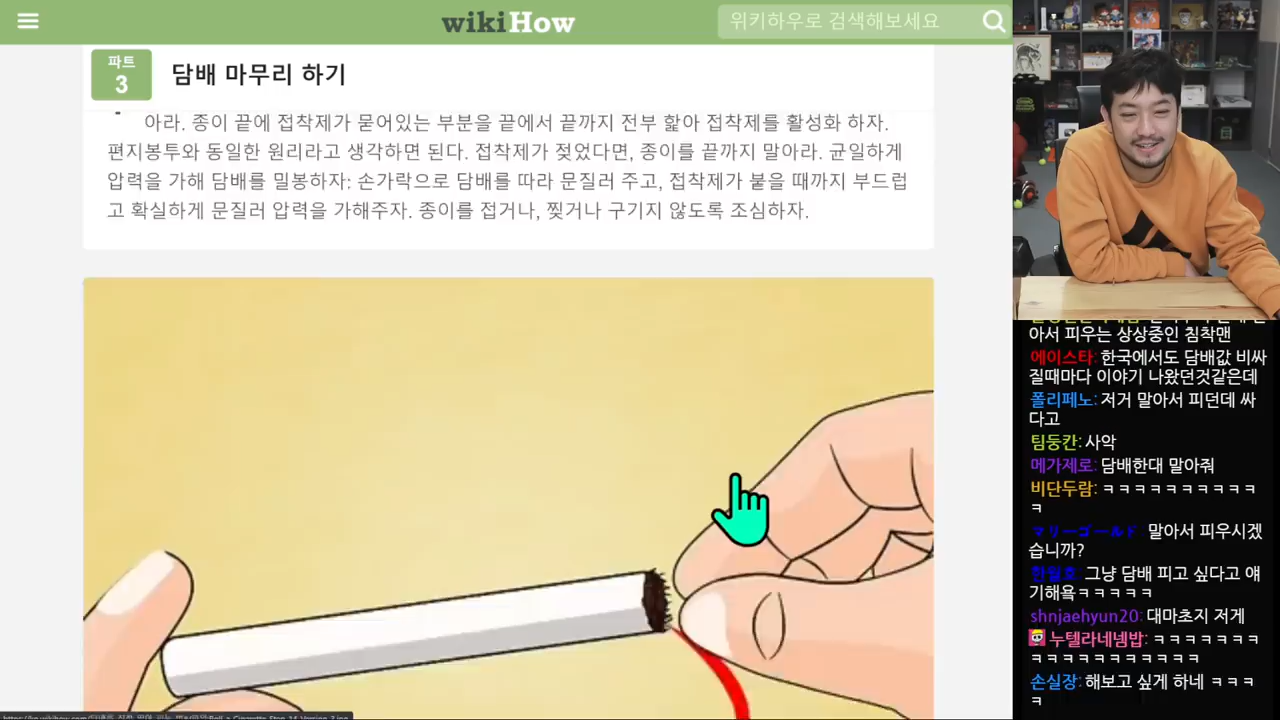 wikiHow
위키하우로 검색해보세요
파트
3
담배 마무리 하기
아라. 종이 끝에 접착제가 묻어있는 부분을 끝에서 끝까지 전부 핥아 접착제를 활성화 하자.
편지봉투와 동일한 원리라고 생각하면 된다. 접착제가 젖었다면, 종이를 끝까지 말아라. 균일하게
압력을 가해 담배를 밀봉하자: 손가락으로 담배를 따라 문질러 주고, 접착제가 붙을 때까지 부드럽
고 확실하게 문질러 압력을 가해주자. 종이를 접거나, 찢거나 구기지 않도록 조심하자.
아서 피우는 상상중인 침착맨
에이스타: 한국에서도 담배값 비싸
질때마다 이야기 나왔던것같은데
폴리페노: 저거 말아서 피던데 싸
다고
팀둥칸: 사악
메가제로: 담배한대 말아줘
비단두람: ㅋㅋㅋㅋㅋㅋㅋㅋㅋㅋ
ㅋ
マリーゴールド: 말아서 피우시겠
습니까?
환월호: 그냥 담배 피고 싶다고 얘
기해욬ㅋㅋㅋㅋㅋ
shnjaehyun20: 대마초지 저게
누텔라네넴밥: ㅋㅋㅋㅋㅋㅋㅋ
ㅋㅋㅋㅋㅋㅋㅋㅋㅋㅋㅋ
손실장: 해보고 싶게 하네 ㅋㅋㅋ
ㅋ